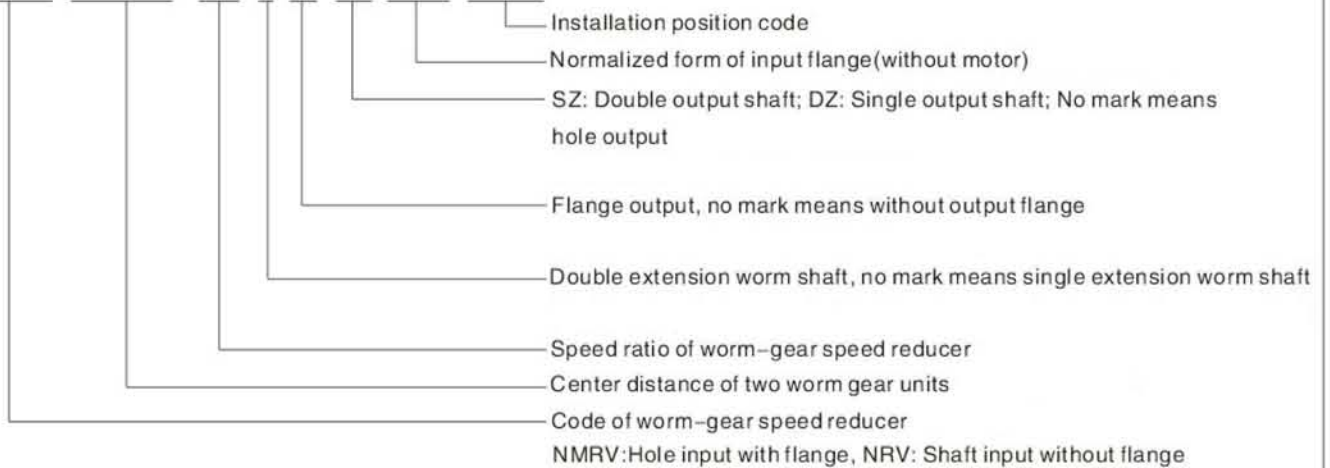 Installation position code
Normalized form of input flange(without motor)
SZ: Double output shaft; DZ: Single output shaft; No mark means
hole output
Flange output, no mark means without output flange
Double extension worm shaft, no mark means single extension worm shaft
Speed ratio of worm–gear speed reducer
Center distance of two worm gear units
Code of worm–gear speed reducer
NMRV:Hole input with flange, NRV: Shaft input without flange